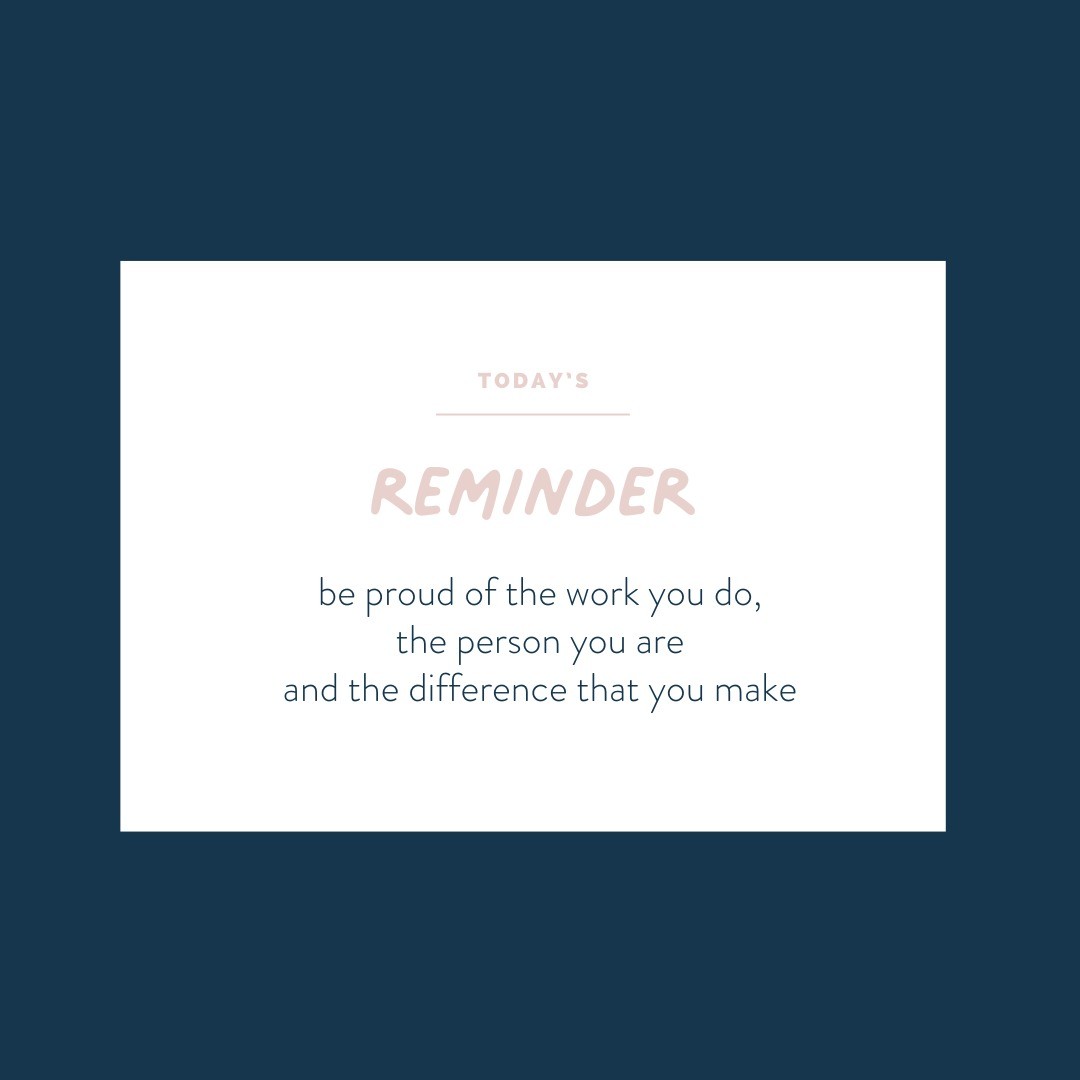 TODAY'S
REMINDER
be proud of the work you do,
the person you are
and the difference that you make